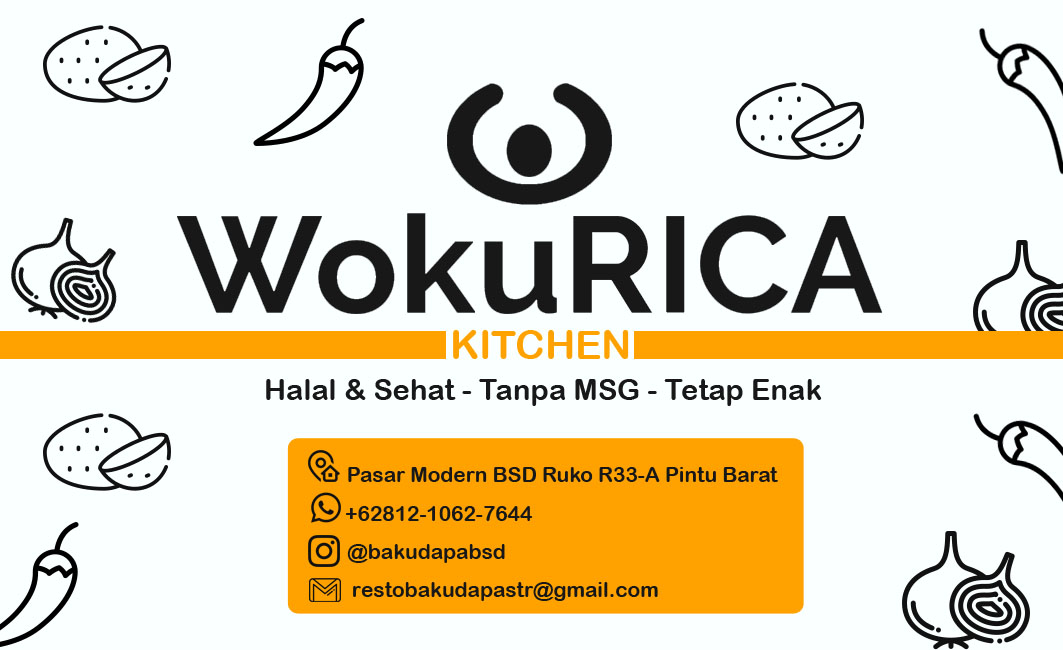 WokuRICA
KITCHEN
Halal & Sehat - Tanpa MSG - Tetap Enak
Pasar Modern BSD Ruko R33-A Pintu Barat
+62812-1062-7644
@bakudapabsd
restobakudapastr@gmail.com